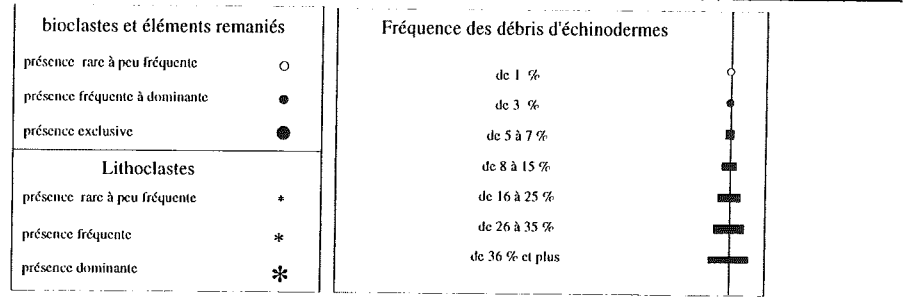 bioclastes et éléments remaniés
présence rare à peu fréquente
présence fréquente à dominante
présence exclusive
Lithoclastes
présence rare à peu fréquente
présence fréquente
présence dominante
Fréquence des débris d'échinodermes
de 1 %
de 3 %
de 5 à 7 %
de 8 à 15 %
de 16 à 25 %
de 26 à 35 %
de 36 % et plus